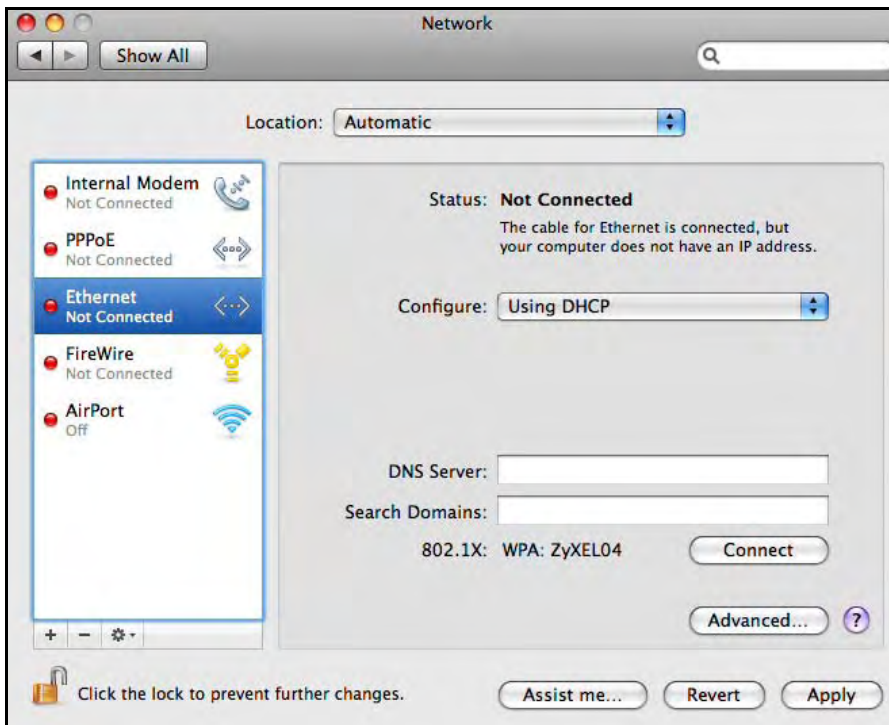 Network
Show All
Location: Automatic
Internal Modem
Not Connected
PPPoE
Not Connected
Ethernet
Not Connected
FireWire
Not Connected
AirPort
Off
Status: Not Connected
The cable for Ethernet is connected, but
your computer does not have an IP address.
Configure: Using DHCP
DNS Server:
Search Domains:
802.1X: WPA: ZyXEL04 Connect
Advanced... ?
+ −
Click the lock to prevent further changes.
Assist me... Revert Apply